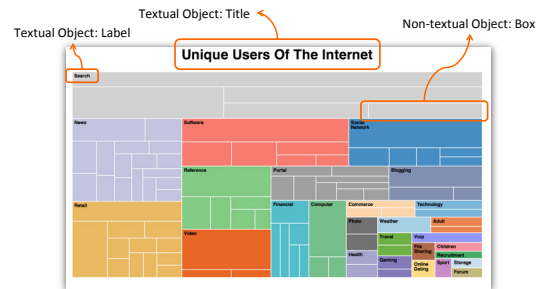 Textual Object: Title
Textual Object: Label
Non-textual Object: Box
Unique Users Of The Internet
Search
News
Software
Social
Network
Reference
Portal
Blogging
Retail
Financial
Computer
Commerce
Technology
Photo
Weather
Adult
Video
Travel
Voip
File
Sharing
Children
Recruitment
Health
Gaming
Online
Dating
Sport
Storage
Forum